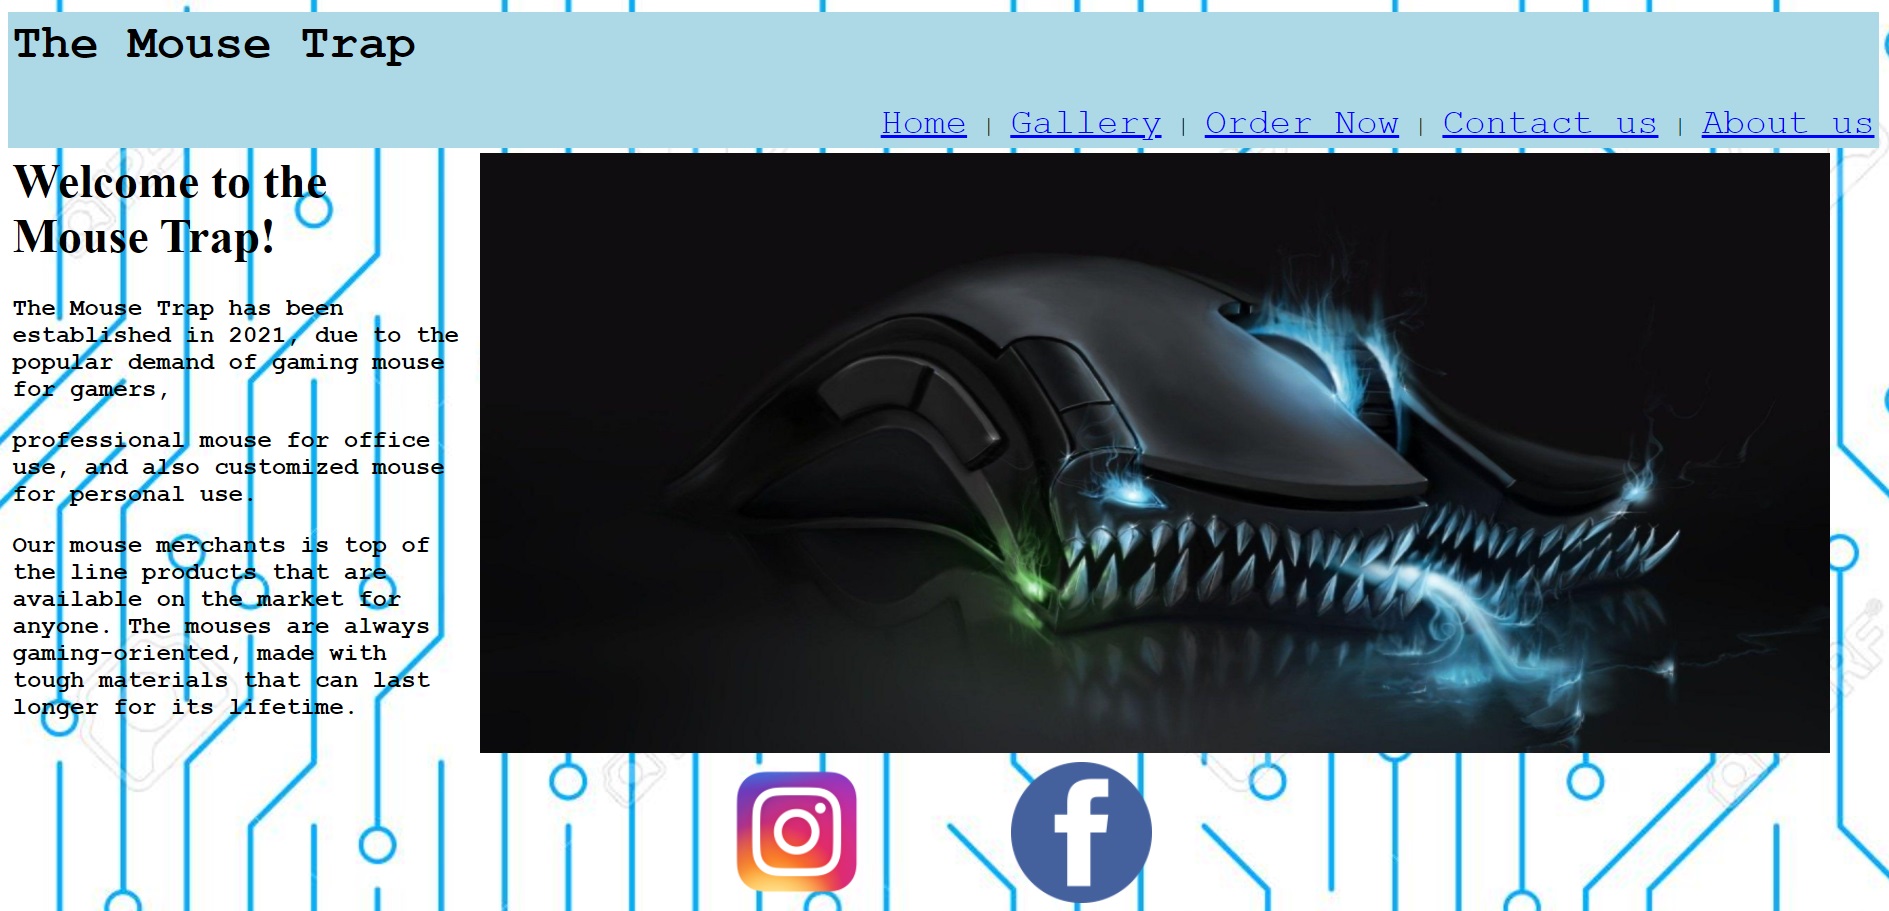 The Mouse Trap
Home | Gallery | Order Now | Contact us | About us
Welcome to the
Mouse Trap!
The Mouse Trap has been
established in 2021, due to the
popular demand of gaming mouse
for gamers,
professional mouse for office
use, and also customized mouse
for personal use.
Our mouse merchants is top of
the line products that are
available on the market for
anyone. The mouses are always
gaming-oriented, made with
tough materials that can last
longer for its lifetime.